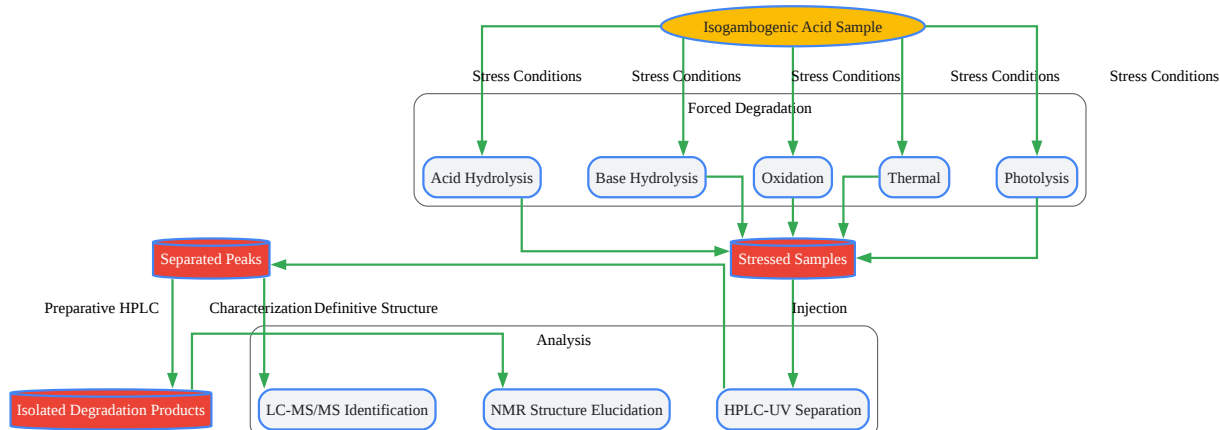 Isogambogenic Acid Sample
Stress Conditions
Stress Conditions
Stress Conditions
Stress Conditions
Stress Conditions
Forced Degradation
Acid Hydrolysis
Base Hydrolysis
Oxidation
Thermal
Photolysis
Separated Peaks
Stressed Samples
Preparative HPLC
Characterization
Definitive Structure
Injection
Analysis
Isolated Degradation Products
LC-MS/MS Identification
NMR Structure Elucidation
HPLC-UV Separation